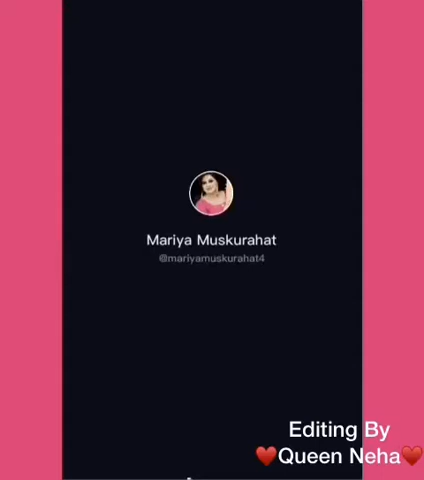 Mariya Muskurahat
@mariyamuskurahat4
Editing By
♥️Queen Neha♥️